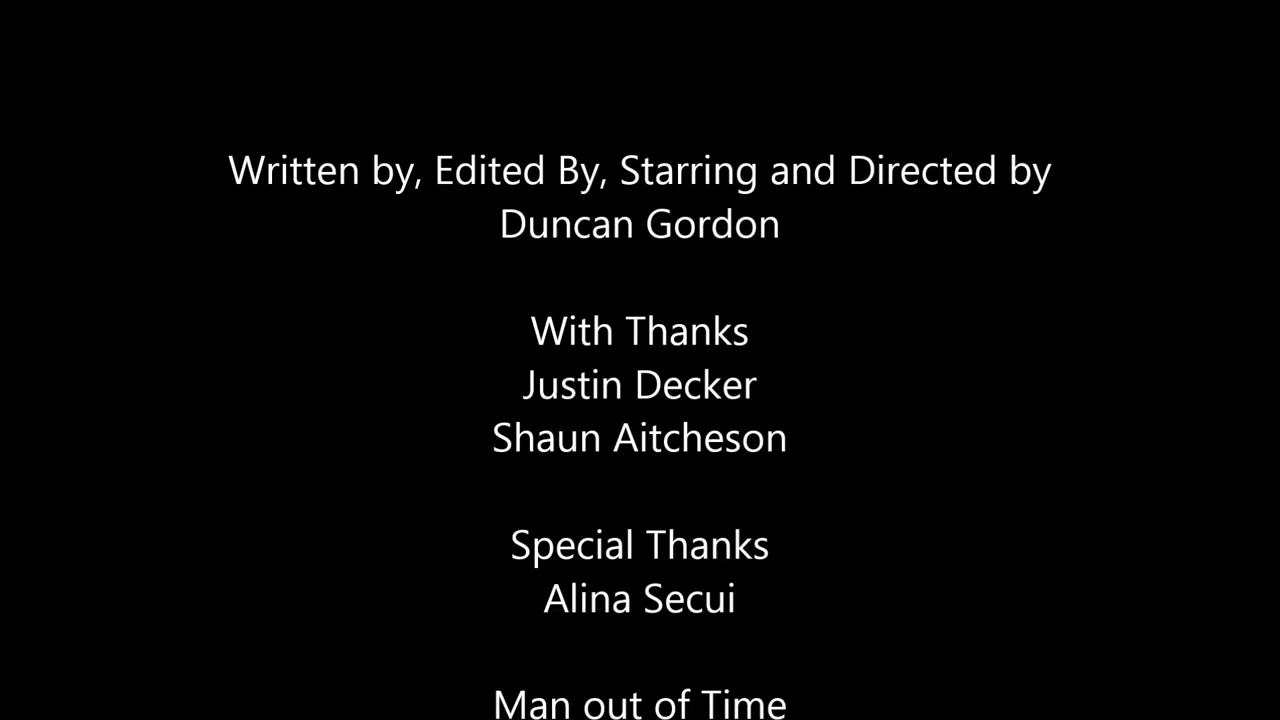 Written by, Edited By, Starring and Directed by
Duncan Gordon
With Thanks
Justin Decker
Shaun Aitcheson
Special Thanks
Alina Secui
Man out of Time